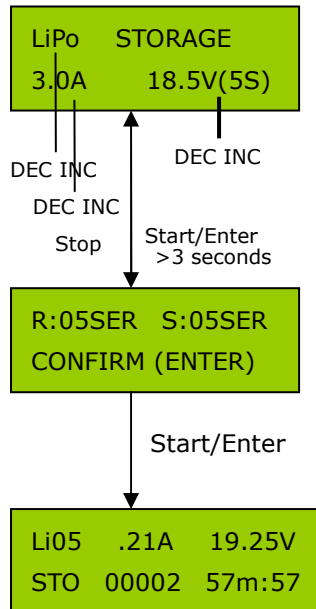 LiPo STORAGE
3.0A 18.5V(5S)
DEC INC
DEC INC
DEC INC
Stop
Start/Enter
>3 seconds
R:05SER S:05SER
CONFIRM (ENTER)
Start/Enter
Li05 .21A 19.25V
STO 00002 57m:57